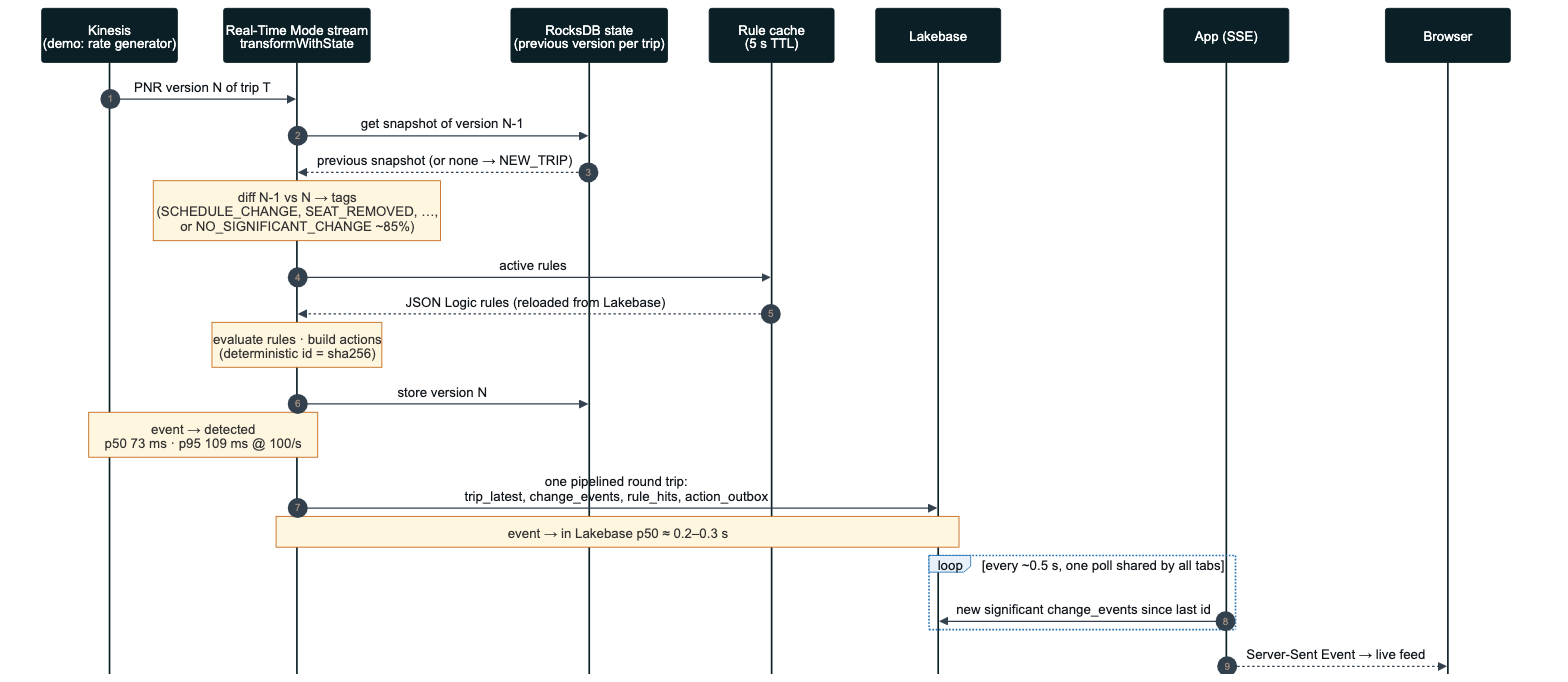 Kinesis
(demo: rate generator)
Real-Time Mode stream
transformWithState
RocksDB state
(previous version per trip)
Rule cache
(5 s TTL)
Lakebase
App (SSE)
Browser
1
PNR version N of trip T
2
get snapshot of version N-1
previous snapshot (or none → NEW_TRIP)
3
diff N-1 vs N → tags
(SCHEDULE_CHANGE, SEAT_REMOVED, …,
or NO_SIGNIFICANT_CHANGE ~85%)
4
active rules
JSON Logic rules (reloaded from Lakebase)
5
evaluate rules · build actions
(deterministic id = sha256)
6
store version N
event → detected
p50 73 ms · p95 109 ms @ 100/s
7
one pipelined round trip:
trip_latest, change_events, rule_hits, action_outbox
event → in Lakebase p50 ≈ 0.2–0.3 s
loop
[every ~0.5 s, one poll shared by all tabs]
new significant change_events since last id
8
9
Server-Sent Event → live feed